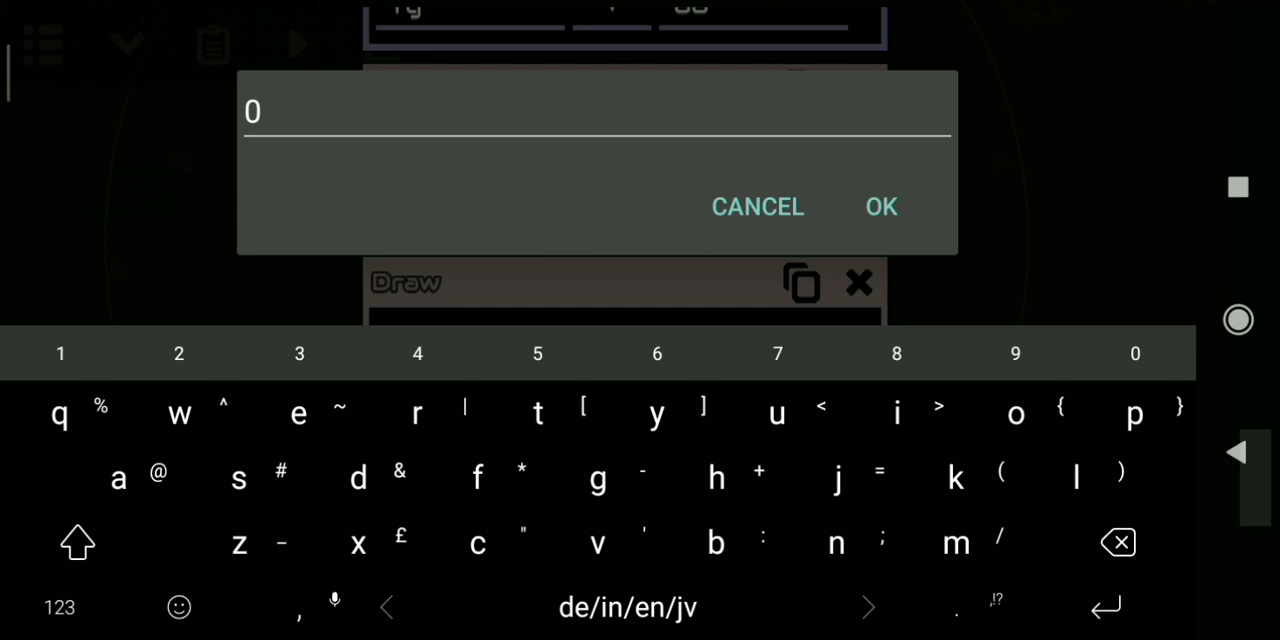 0
CANCEL OK
Draw
1 2 3 4 5 6 7 8 9 0
q % w ^ e ~ r | t [ y ] u < i > o { p }
a @ s # d & f * g - h + j = k ( l )
z _ x £ c " v ' b : n ; m /
123 , < de/in/en/jv > . ,!?